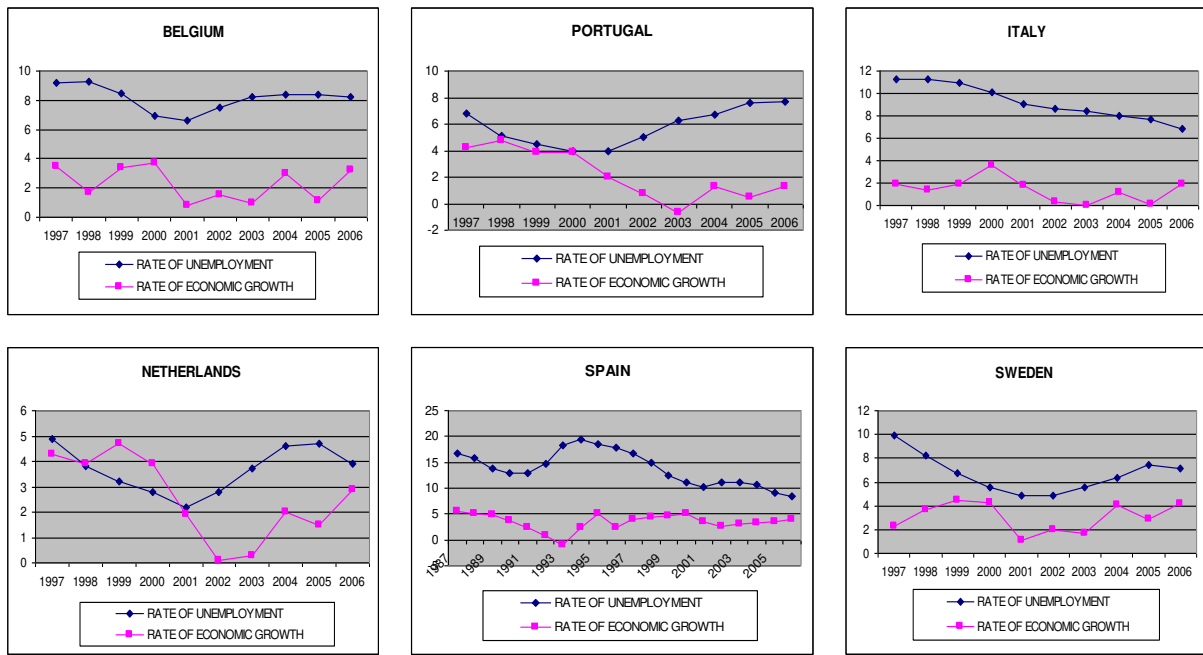 BELGIUM
10
8
6
4
2
0
1997 1998 1999 2000 2001 2002 2003 2004 2005 2006
RATE OF UNEMPLOYMENT
RATE OF ECONOMIC GROWTH
PORTUGAL
10
8
6
4
2
0
-2
1997 1998 1999 2000 2001 2002 2003 2004 2005 2006
RATE OF UNEMPLOYMENT
RATE OF ECONOMIC GROWTH
ITALY
12
10
8
6
4
2
0
1997 1998 1999 2000 2001 2002 2003 2004 2005 2006
RATE OF UNEMPLOYMENT
RATE OF ECONOMIC GROWTH
NETHERLANDS
6
5
4
3
2
1
0
1997 1998 1999 2000 2001 2002 2003 2004 2005 2006
RATE OF UNEMPLOYMENT
RATE OF ECONOMIC GROWTH
SPAIN
25
20
15
10
5
0
1987 1989 1991 1993 1995 1997 1999 2001 2003 2005
RATE OF UNEMPLOYMENT
RATE OF ECONOMIC GROWTH
SWEDEN
12
10
8
6
4
2
0
1997 1998 1999 2000 2001 2002 2003 2004 2005 2006
RATE OF UNEMPLOYMENT
RATE OF ECONOMIC GROWTH